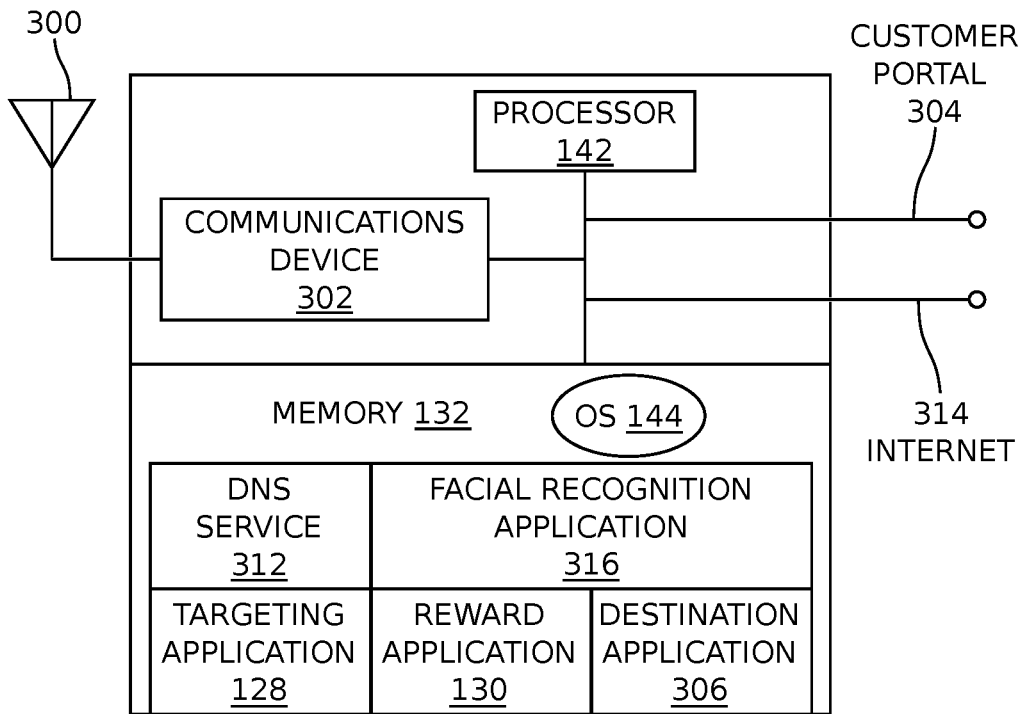 300
CUSTOMER
PORTAL
304
PROCESSOR
142
COMMUNICATIONS
DEVICE
302
314
INTERNET
MEMORY 132
OS 144
DNS
SERVICE
312
FACIAL RECOGNITION
APPLICATION
316
TARGETING
APPLICATION
128
REWARD
APPLICATION
130
DESTINATION
APPLICATION
306